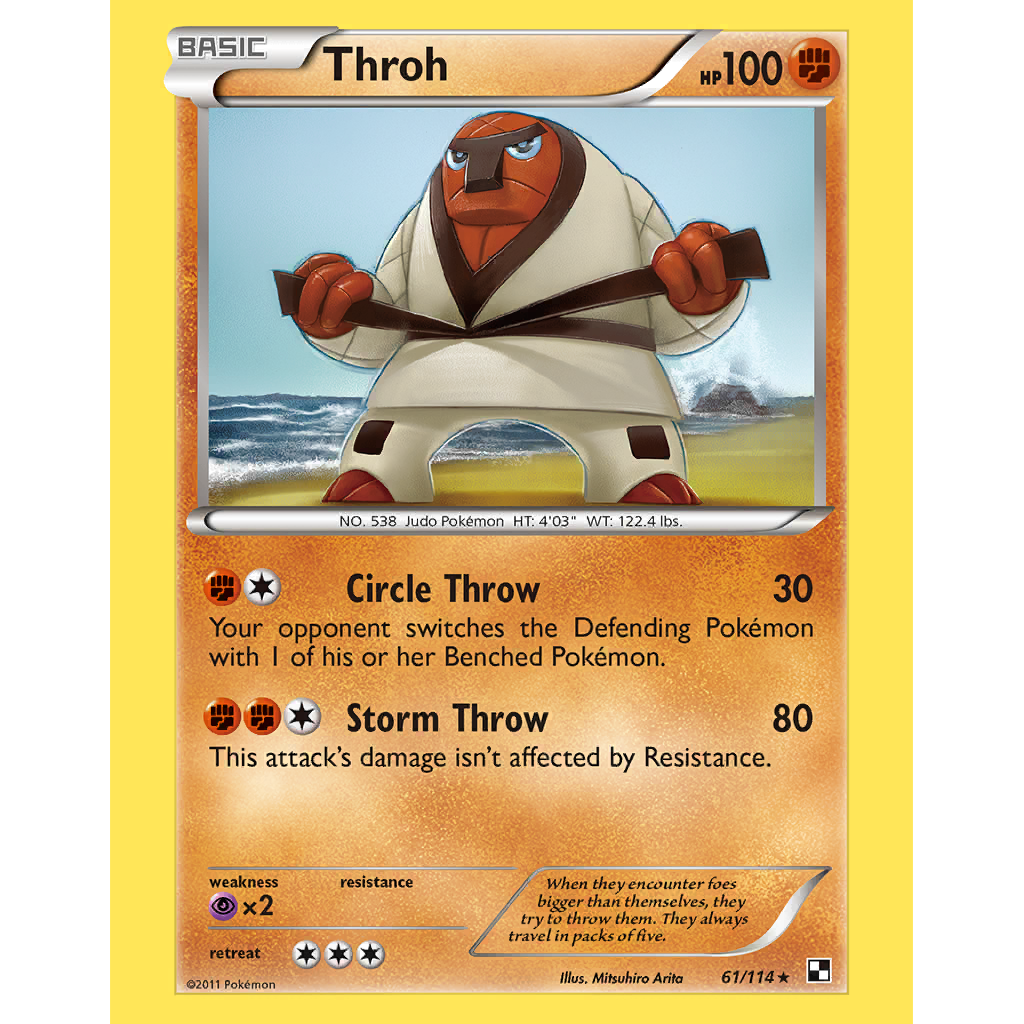 BASIC Throh HP100
NO. 538 Judo Pokémon HT: 4'03" WT: 122.4 lbs.
Circle Throw 30
Your opponent switches the Defending Pokémon
with 1 of his or her Benched Pokémon.
Storm Throw 80
This attack's damage isn't affected by Resistance.
weakness resistance
×2
retreat
When they encounter foes
bigger than themselves, they
try to throw them. They always
travel in packs of five.
Illus. Mitsuhiro Arita 61/114 ★
©2011 Pokémon